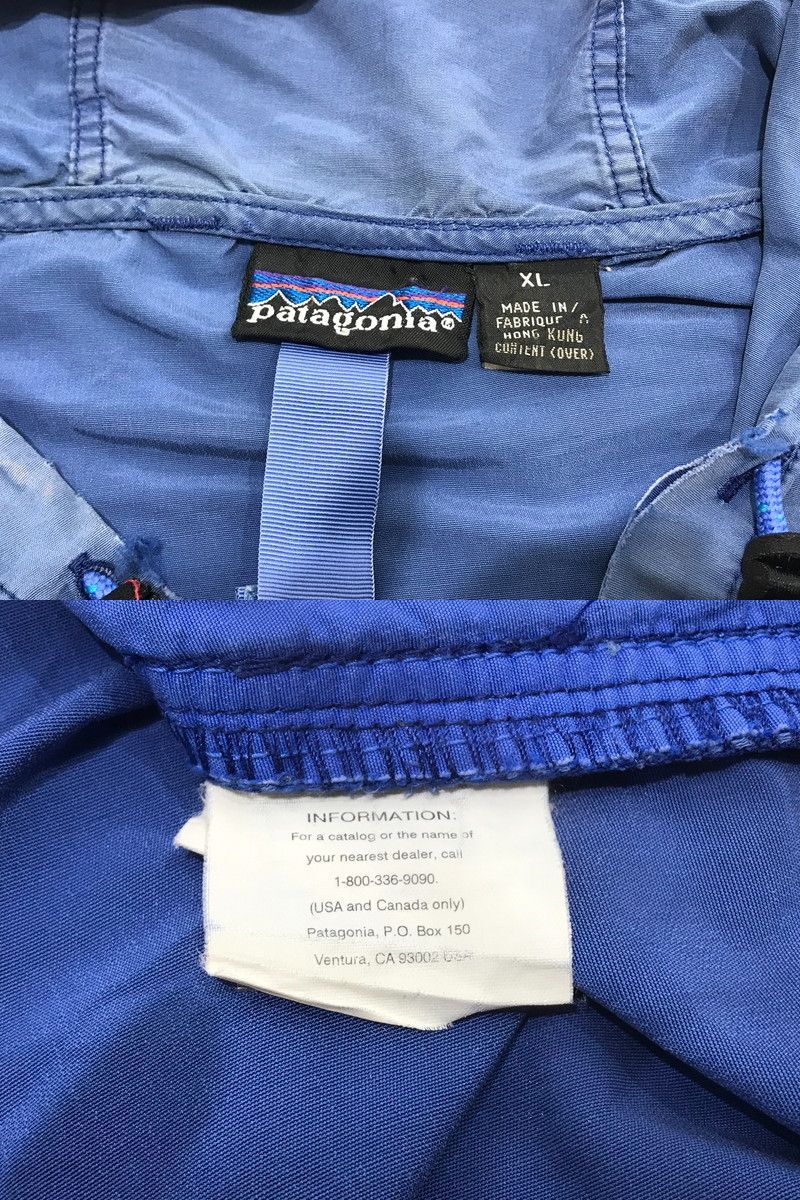 patagonia®
XL
MADE IN/
FABRIQUE A
HONG KONG
CONTENT (OVER)
INFORMATION:
For a catalog or the name of
your nearest dealer, call
1-800-336-9090.
(USA and Canada only)
Patagonia, P.O. Box 150
Ventura, CA 93002 USA